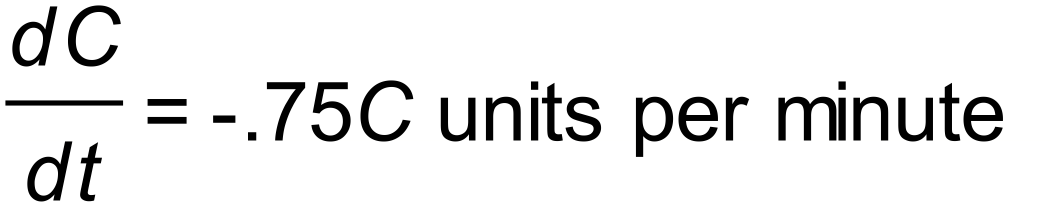 dC
dt = -.75C units per minute